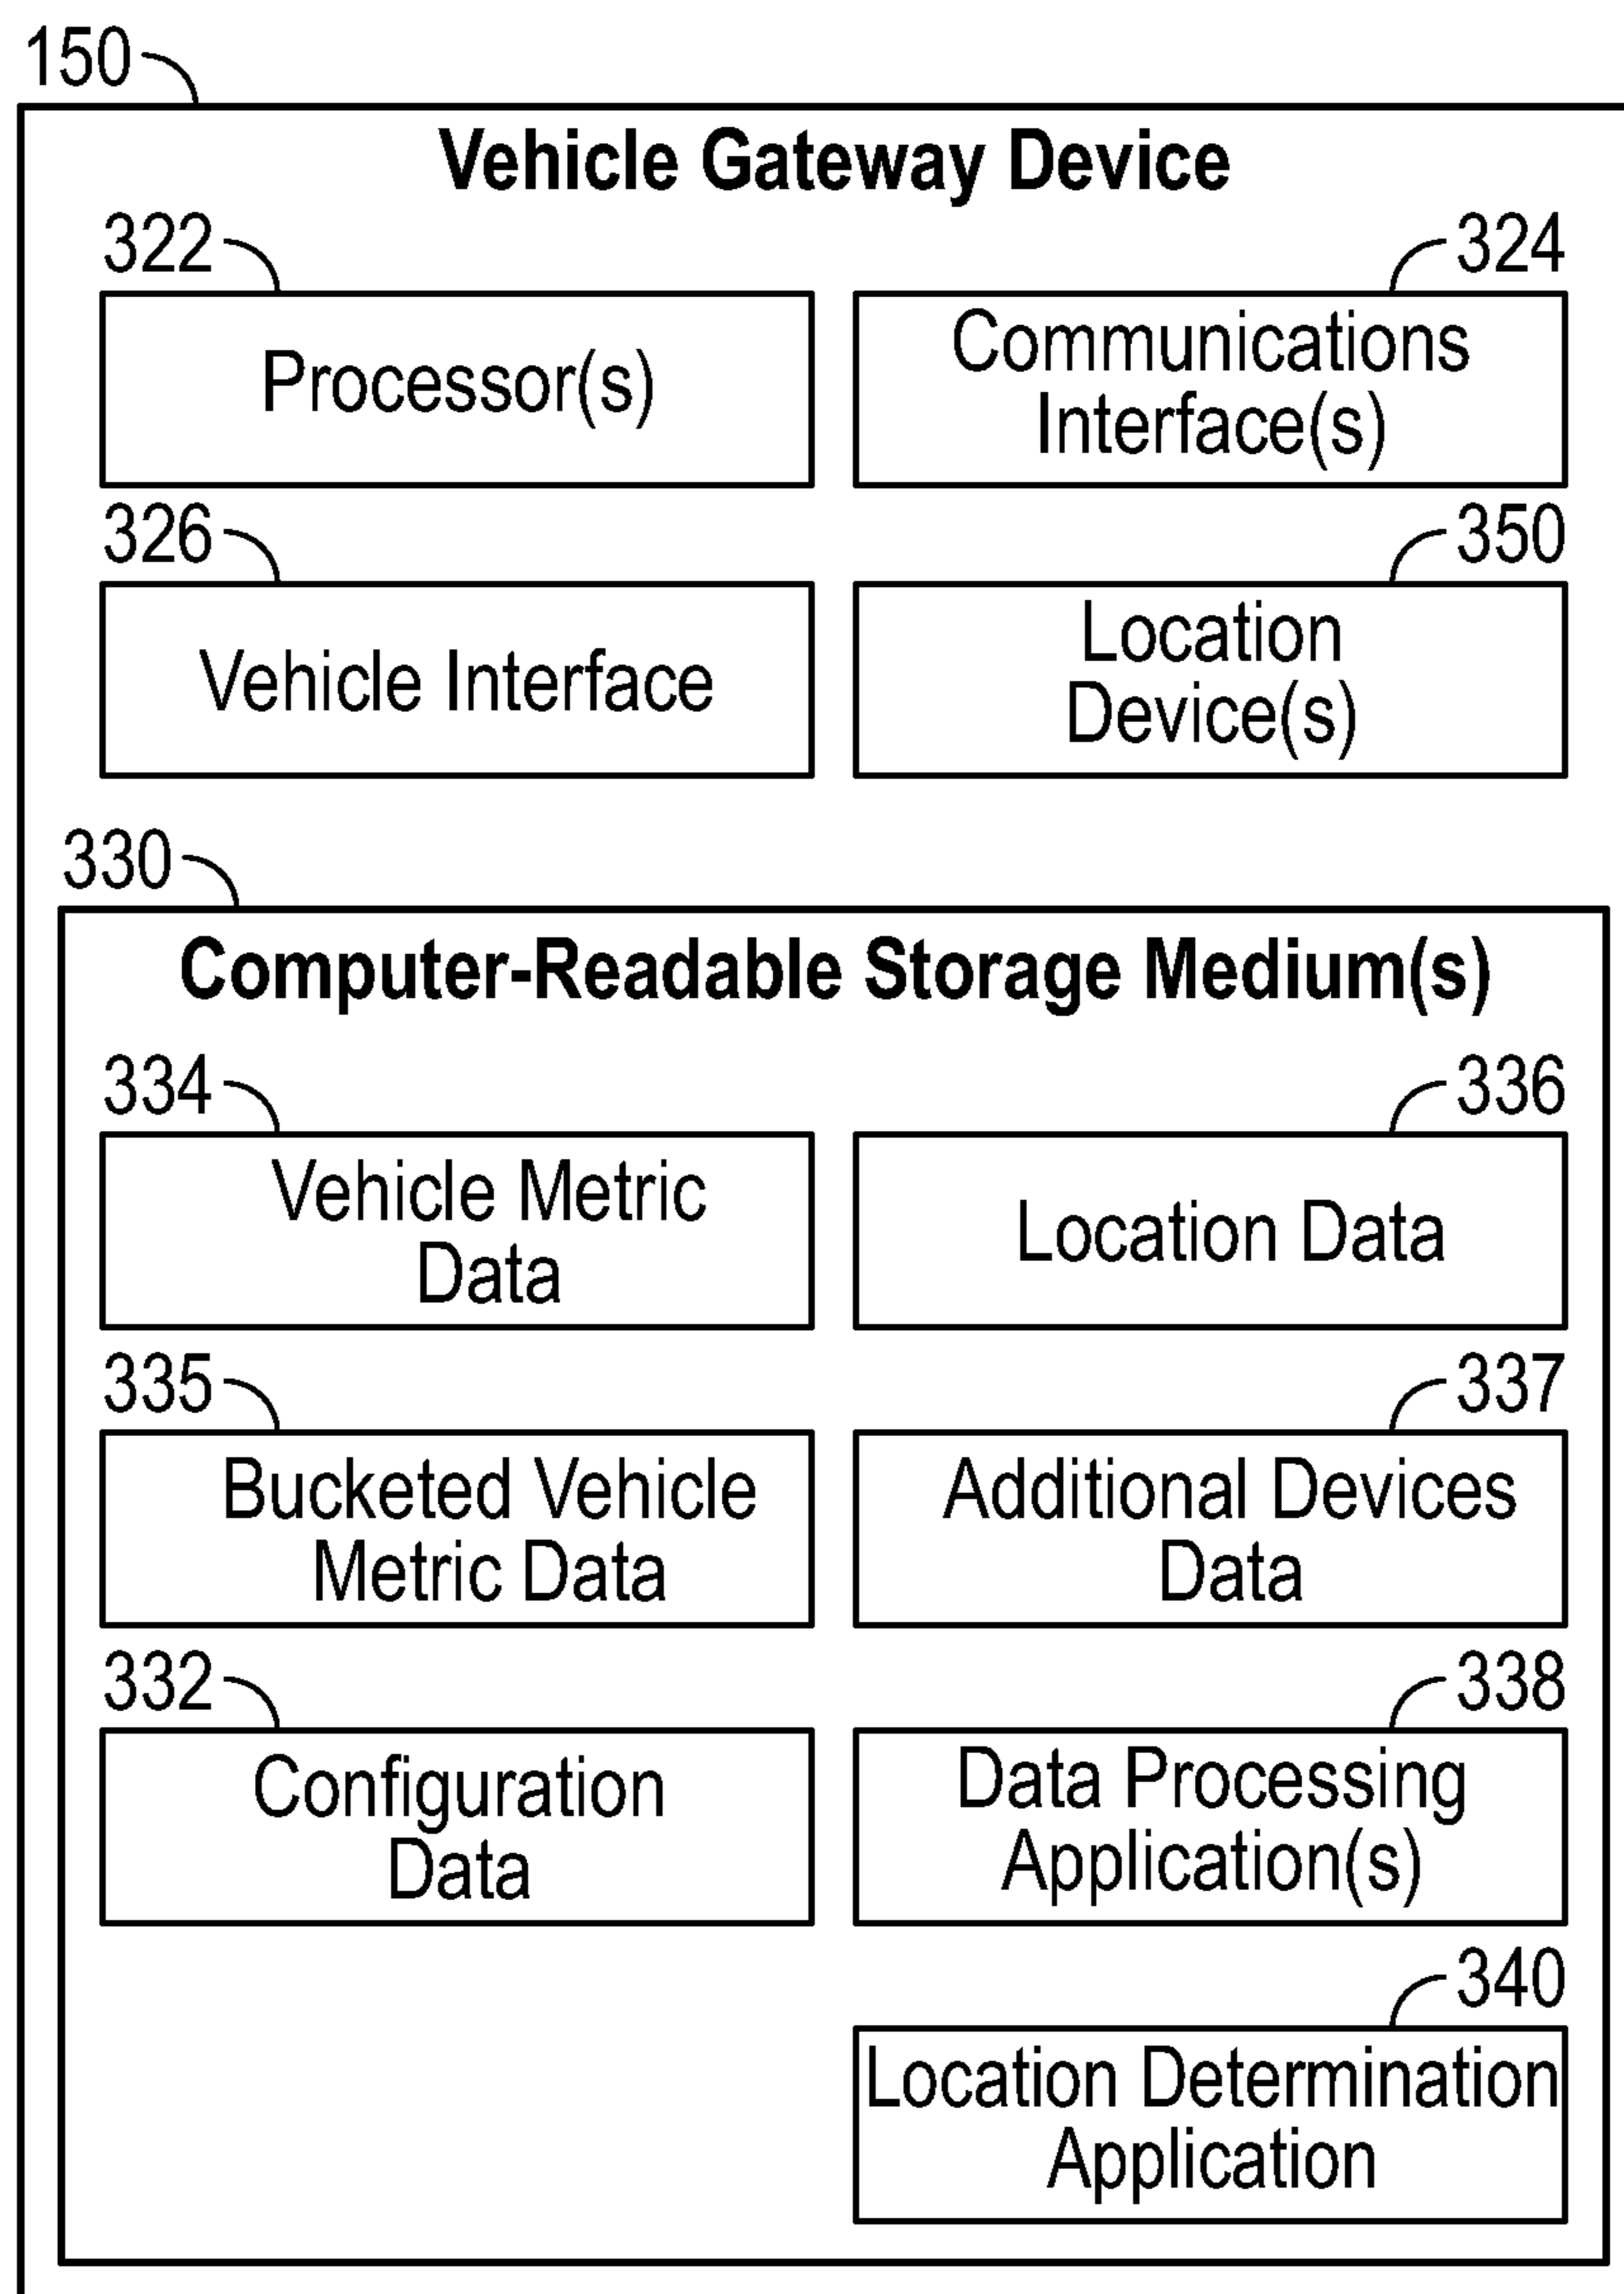 150
Vehicle Gateway Device
322
324
Processor(s)
Communications
Interface(s)
326
350
Vehicle Interface
Location
Device(s)
330
Computer-Readable Storage Medium(s)
334
336
Vehicle Metric
Data
Location Data
335
337
Bucketed Vehicle
Metric Data
Additional Devices
Data
332
338
Configuration
Data
Data Processing
Application(s)
340
Location Determination
Application